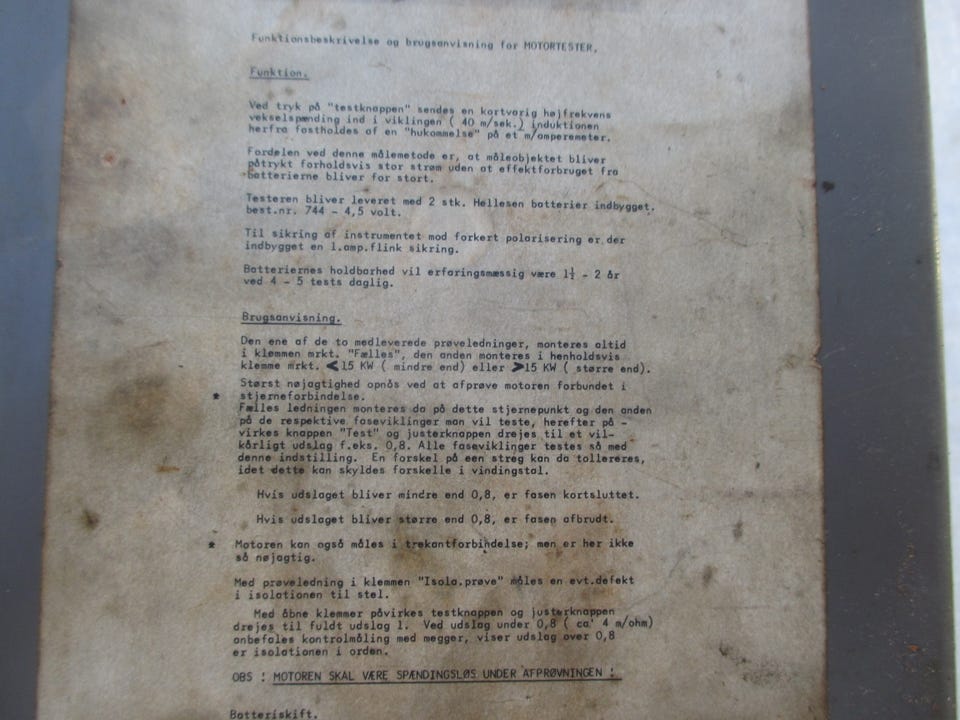 Funktionsbeskrivelse og brugsanvisning for MOTORTESTER.
Funktion.
Ved tryk på "testknappen" sendes en kortvarig højfrekvens
vekselspænding ind i viklingen ( 40 m/sek.) induktionen
herfra fastholdes af en "hukommelse" på et m/amperemeter.
Fordelen ved denne målemetode er, at måleobjektet bliver
påtrykt forholdsvis stor strøm uden at effektforbruget fra
batterierne bliver for stort.
Testeren bliver leveret med 2 stk. Hellesen batterier indbygget.
best.nr. 744 - 4,5 volt.
Til sikring af instrumentet mod forkert polarisering er der
indbygget en 1.amp.flink sikring.
Batteriernes holdbarhed vil erfaringsmæssig være 1½ - 2 år
ved 4 - 5 tests daglig.
Brugsanvisning.
Den ene af de to medleverede prøveledninger, monteres altid
i klemmen mrkt. "Fælles", den anden monteres i henholdsvis
klemme mrkt. <15 KW ( mindre end) eller >15 KW ( større end).
Størst nøjagtighed opnås ved at afprøve motoren forbundet i
* stjerneforbindelse.
Fælles ledningen monteres da på dette stjernepunkt og den anden
på de respektive faseviklinger man vil teste, herefter på -
virkes knappen "Test" og justerknappen drejes til et vil-
kårligt udslag f.eks. 0,8. Alle faseviklinger testes så med
denne indstilling. En forskel på een streg kan da tollereres,
idet dette kan skyldes forskelle i vindingstal.
Hvis udslaget bliver mindre end 0,8, er fasen kortsluttet.
Hvis udslaget bliver større end 0,8, er fasen afbrudt.
* Motoren kan også måles i trekantforbindelse; men er her ikke
så nøjagtig.
Med prøveledning i klemmen "Isola.prøve" måles en evt.defekt
i isolationen til stel.
Med åbne klemmer påvirkes testknappen og justerknappen
drejes til fuldt udslag 1. Ved udslag under 0,8 ( ca' 4 m/ohm)
anbefales kontrolmåling med megger, viser udslag over 0,8
er isolationen i orden.
OBS ! MOTOREN SKAL VÆRE SPÆNDINGSLØS UNDER AFPRØVNINGEN !
Batteriskift.